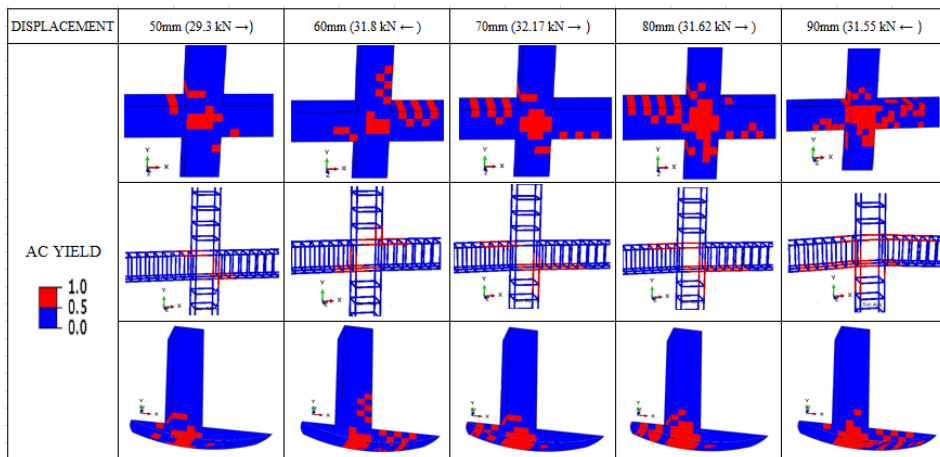 DISPLACEMENT
50mm (29.3 kN →)
60mm (31.8 kN ← )
70mm (32.17 kN →)
80mm (31.62 kN →)
90mm (31.55 kN ←)
AC YIELD
1.0
0.5
0.0
Y
X
Z
Y
X
Z
Y
X
Z
Y
X
Z
Y
X
Z
Y
X
Y
X
Y
X
Y
X
Y
X
Y
X
Y
X
Y
X
Y
X
Y
X